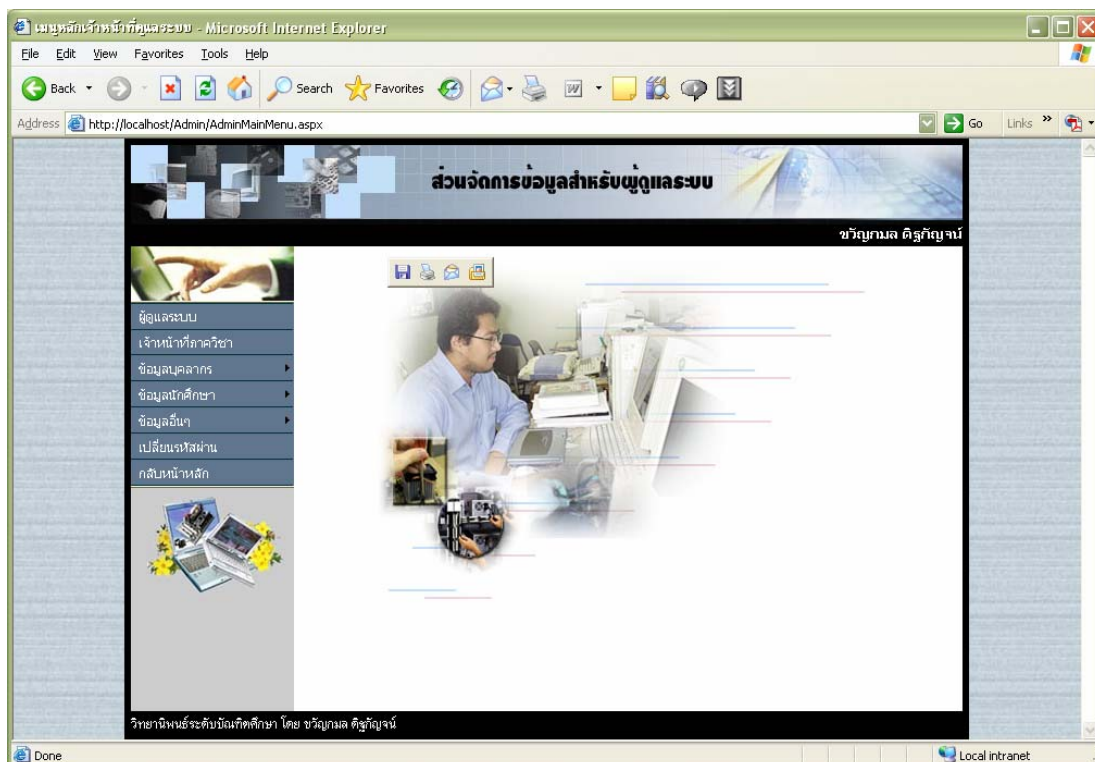 เมนูหลักเจ้าหน้าที่ดูแลระบบ - Microsoft Internet Explorer
File Edit View Favorites Tools Help
Back Search Favorites
Address http://localhost/Admin/AdminMainMenu.aspx Go Links »
ส่วนจัดการข้อมูลสำหรับผู้ดูแลระบบ
ขวัญกมล ดิฐกัญจน์
ผู้ดูแลระบบ
เจ้าหน้าที่ภาควิชา
ข้อมูลบุคลากร
ข้อมูลนักศึกษา
ข้อมูลอื่นๆ
เปลี่ยนรหัสผ่าน
กลับหน้าหลัก
วิทยานิพนธ์ระดับบัณฑิตศึกษา โดย ขวัญกมล ดิฐกัญจน์
Done Local intranet